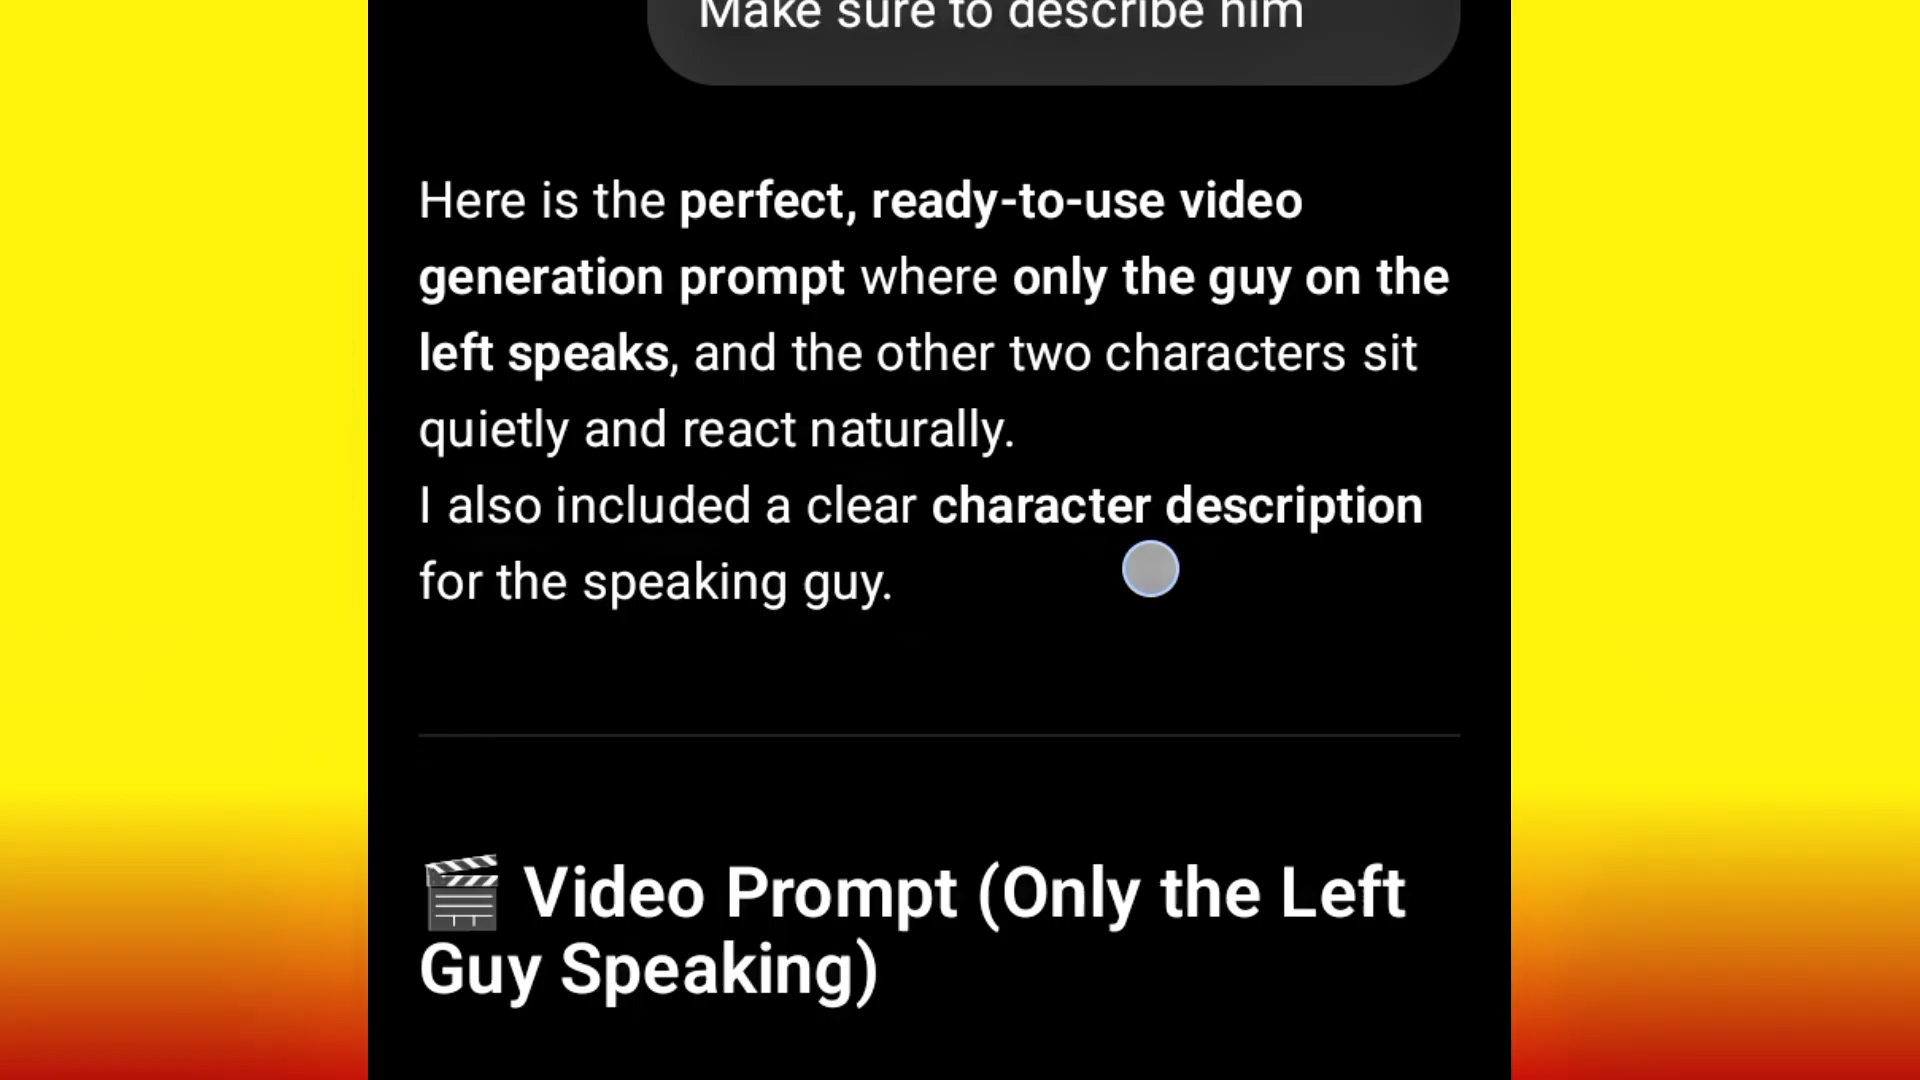 Make sure to describe him
Here is the perfect, ready-to-use video
generation prompt where only the guy on the
left speaks, and the other two characters sit
quietly and react naturally.
I also included a clear character description
for the speaking guy.
🎬 Video Prompt (Only the Left
Guy Speaking)